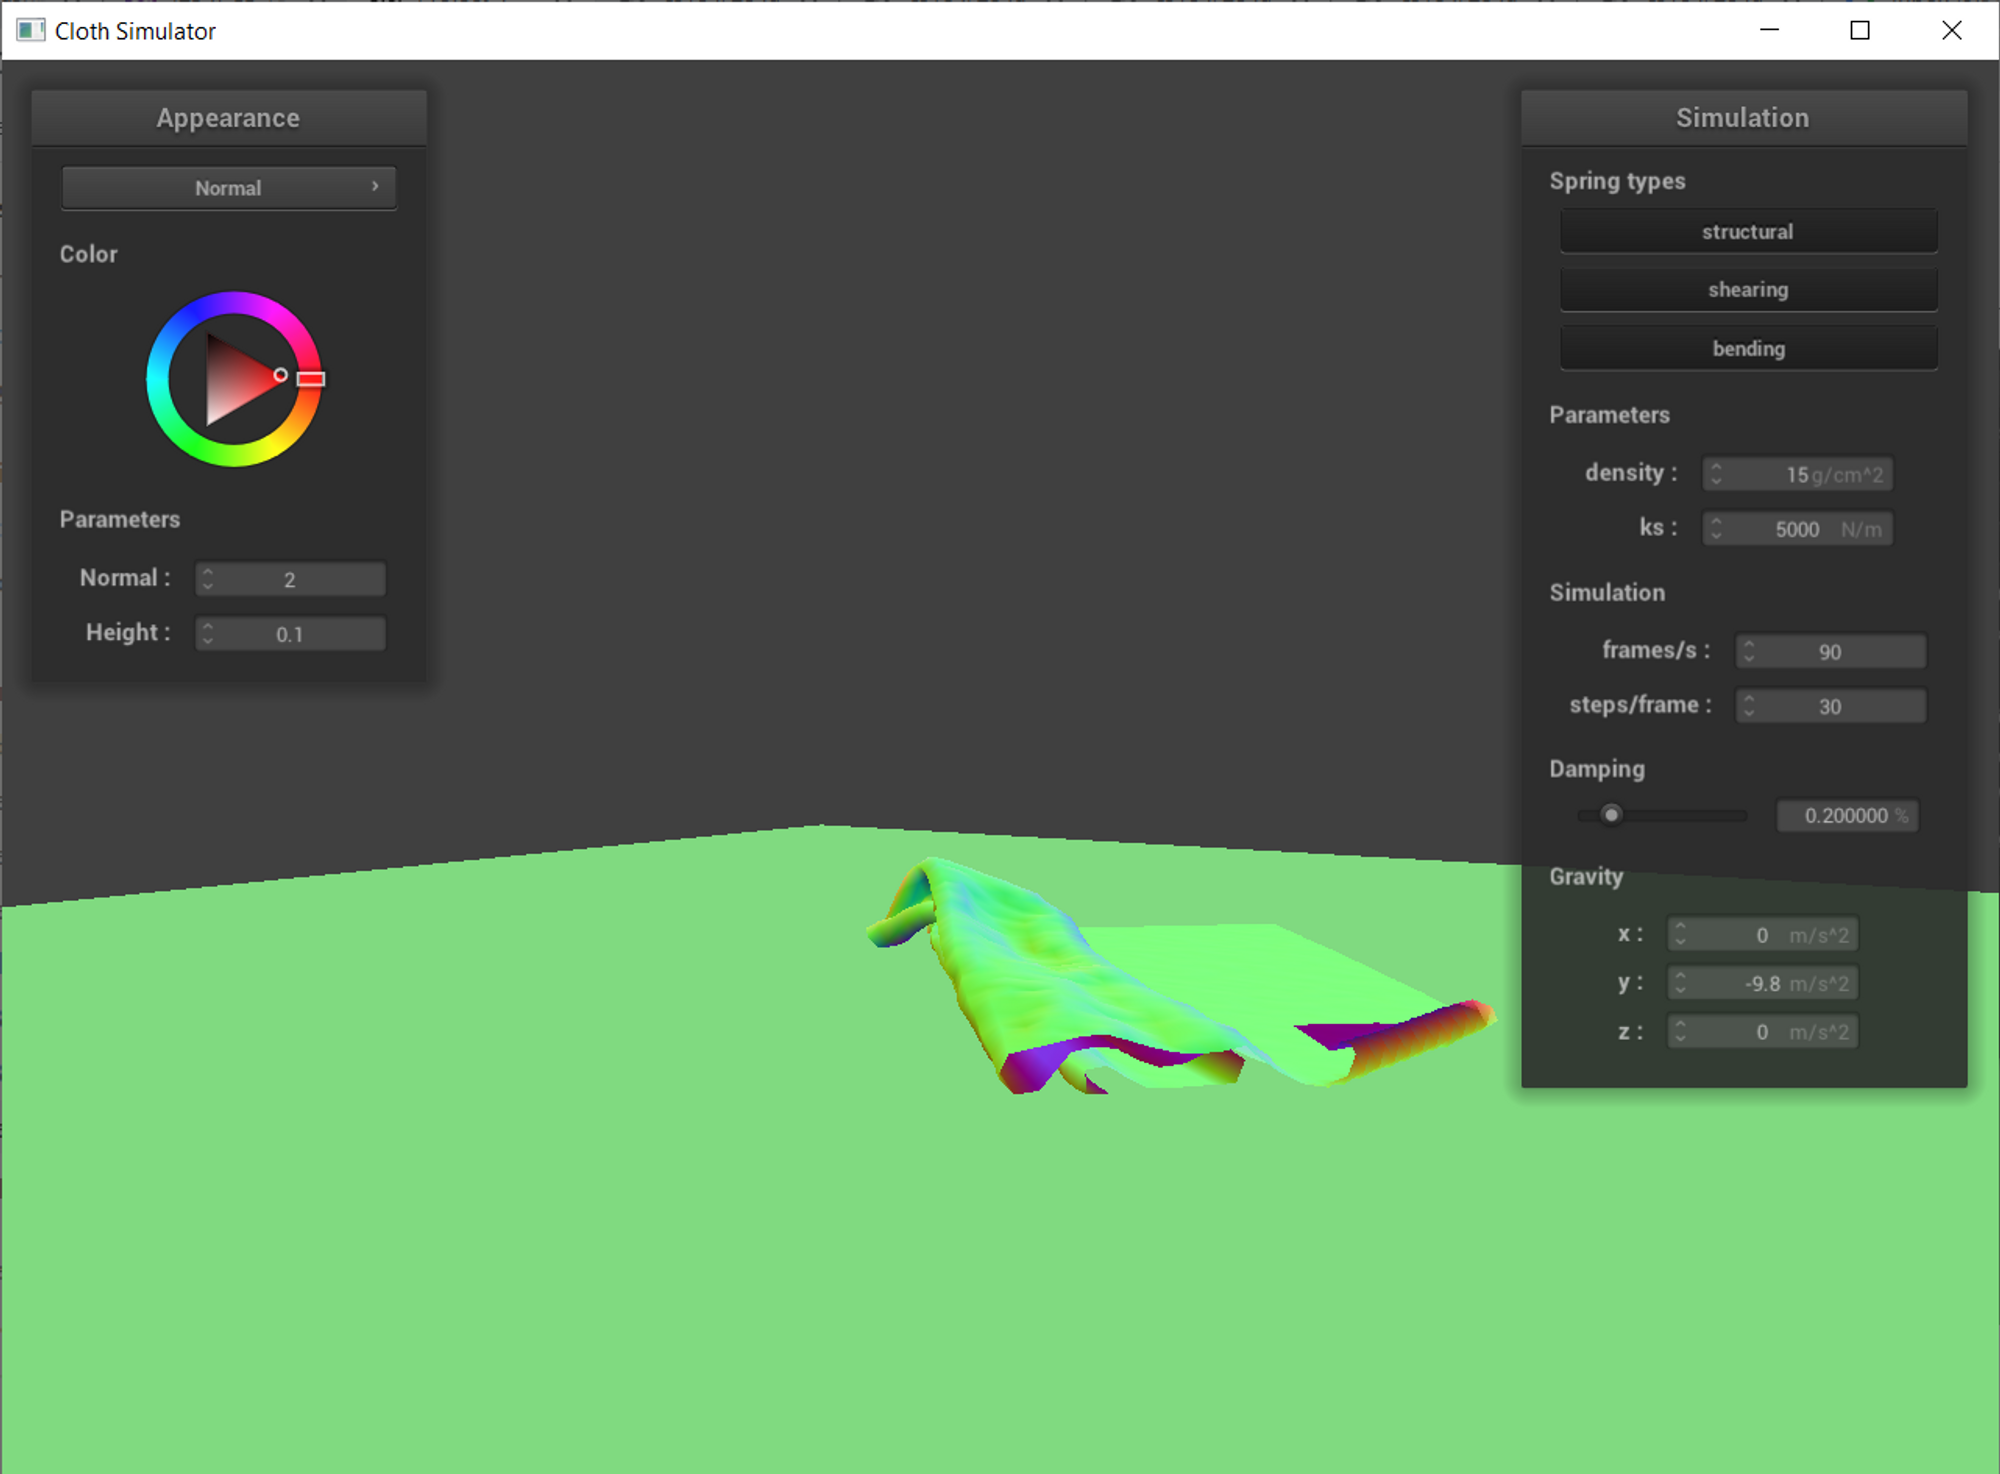 Cloth Simulator
Appearance
Normal
Color
Parameters
Normal :
2
Height :
0.1
Simulation
Spring types
structural
shearing
bending
Parameters
density :
15 g/cm^2
ks :
5000 N/m
Simulation
frames/s :
90
steps/frame :
30
Damping
0.200000 %
Gravity
x :
0 m/s^2
y :
-9.8 m/s^2
z :
0 m/s^2